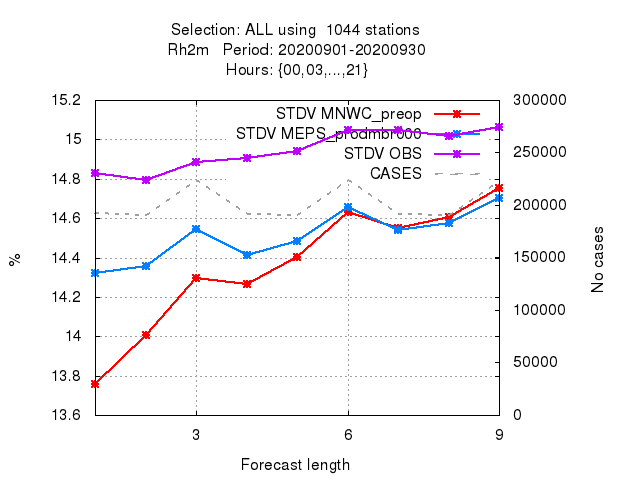 Selection: ALL using  1044 stations
Rh2m   Period: 20200901-20200930
Hours: {00,03,...,21}
STDV MNWC_preop
STDV MEPS_prodmbr000
STDV OBS
CASES
15.2
15
14.8
14.6
14.4
14.2
14
13.8
13.6
300000
250000
200000
150000
100000
50000
0
%
No cases
3 6 9
Forecast length